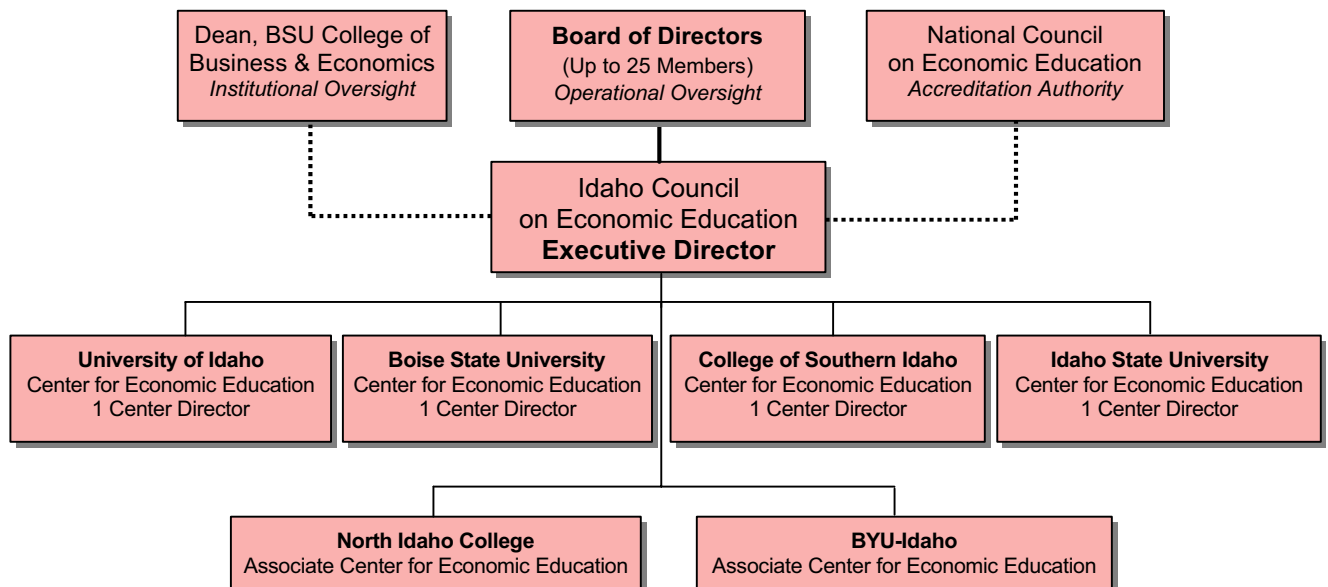 Dean, BSU College of
Business & Economics
Institutional Oversight
Board of Directors
(Up to 25 Members)
Operational Oversight
National Council
on Economic Education
Accreditation Authority
Idaho Council
on Economic Education
Executive Director
University of Idaho
Center for Economic Education
1 Center Director
Boise State University
Center for Economic Education
1 Center Director
College of Southern Idaho
Center for Economic Education
1 Center Director
Idaho State University
Center for Economic Education
1 Center Director
North Idaho College
Associate Center for Economic Education
BYU-Idaho
Associate Center for Economic Education